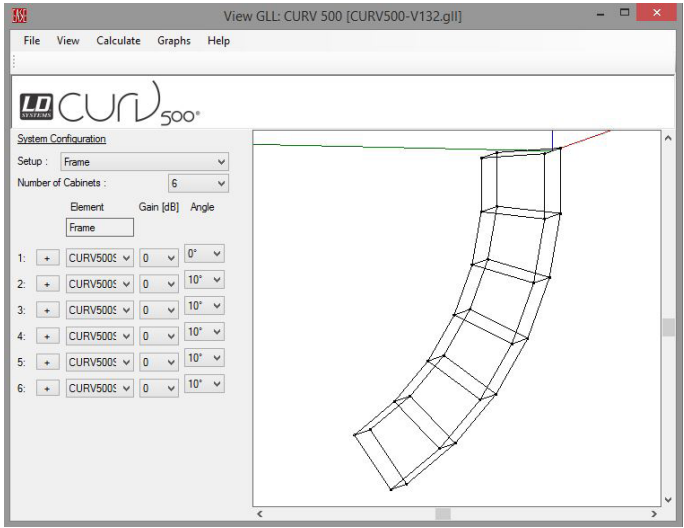 EASE View GLL: CURV 500 [CURV500-V132.gll]
File View Calculate Graphs Help
LD SYSTEMS CURV 500°
System Configuration
Setup : Frame
Number of Cabinets : 6
Element Gain [dB] Angle
Frame
1: + CURV500S 0 0°
2: + CURV500S 0 10°
3: + CURV500S 0 10°
4: + CURV500S 0 10°
5: + CURV500S 0 10°
6: + CURV500S 0 10°